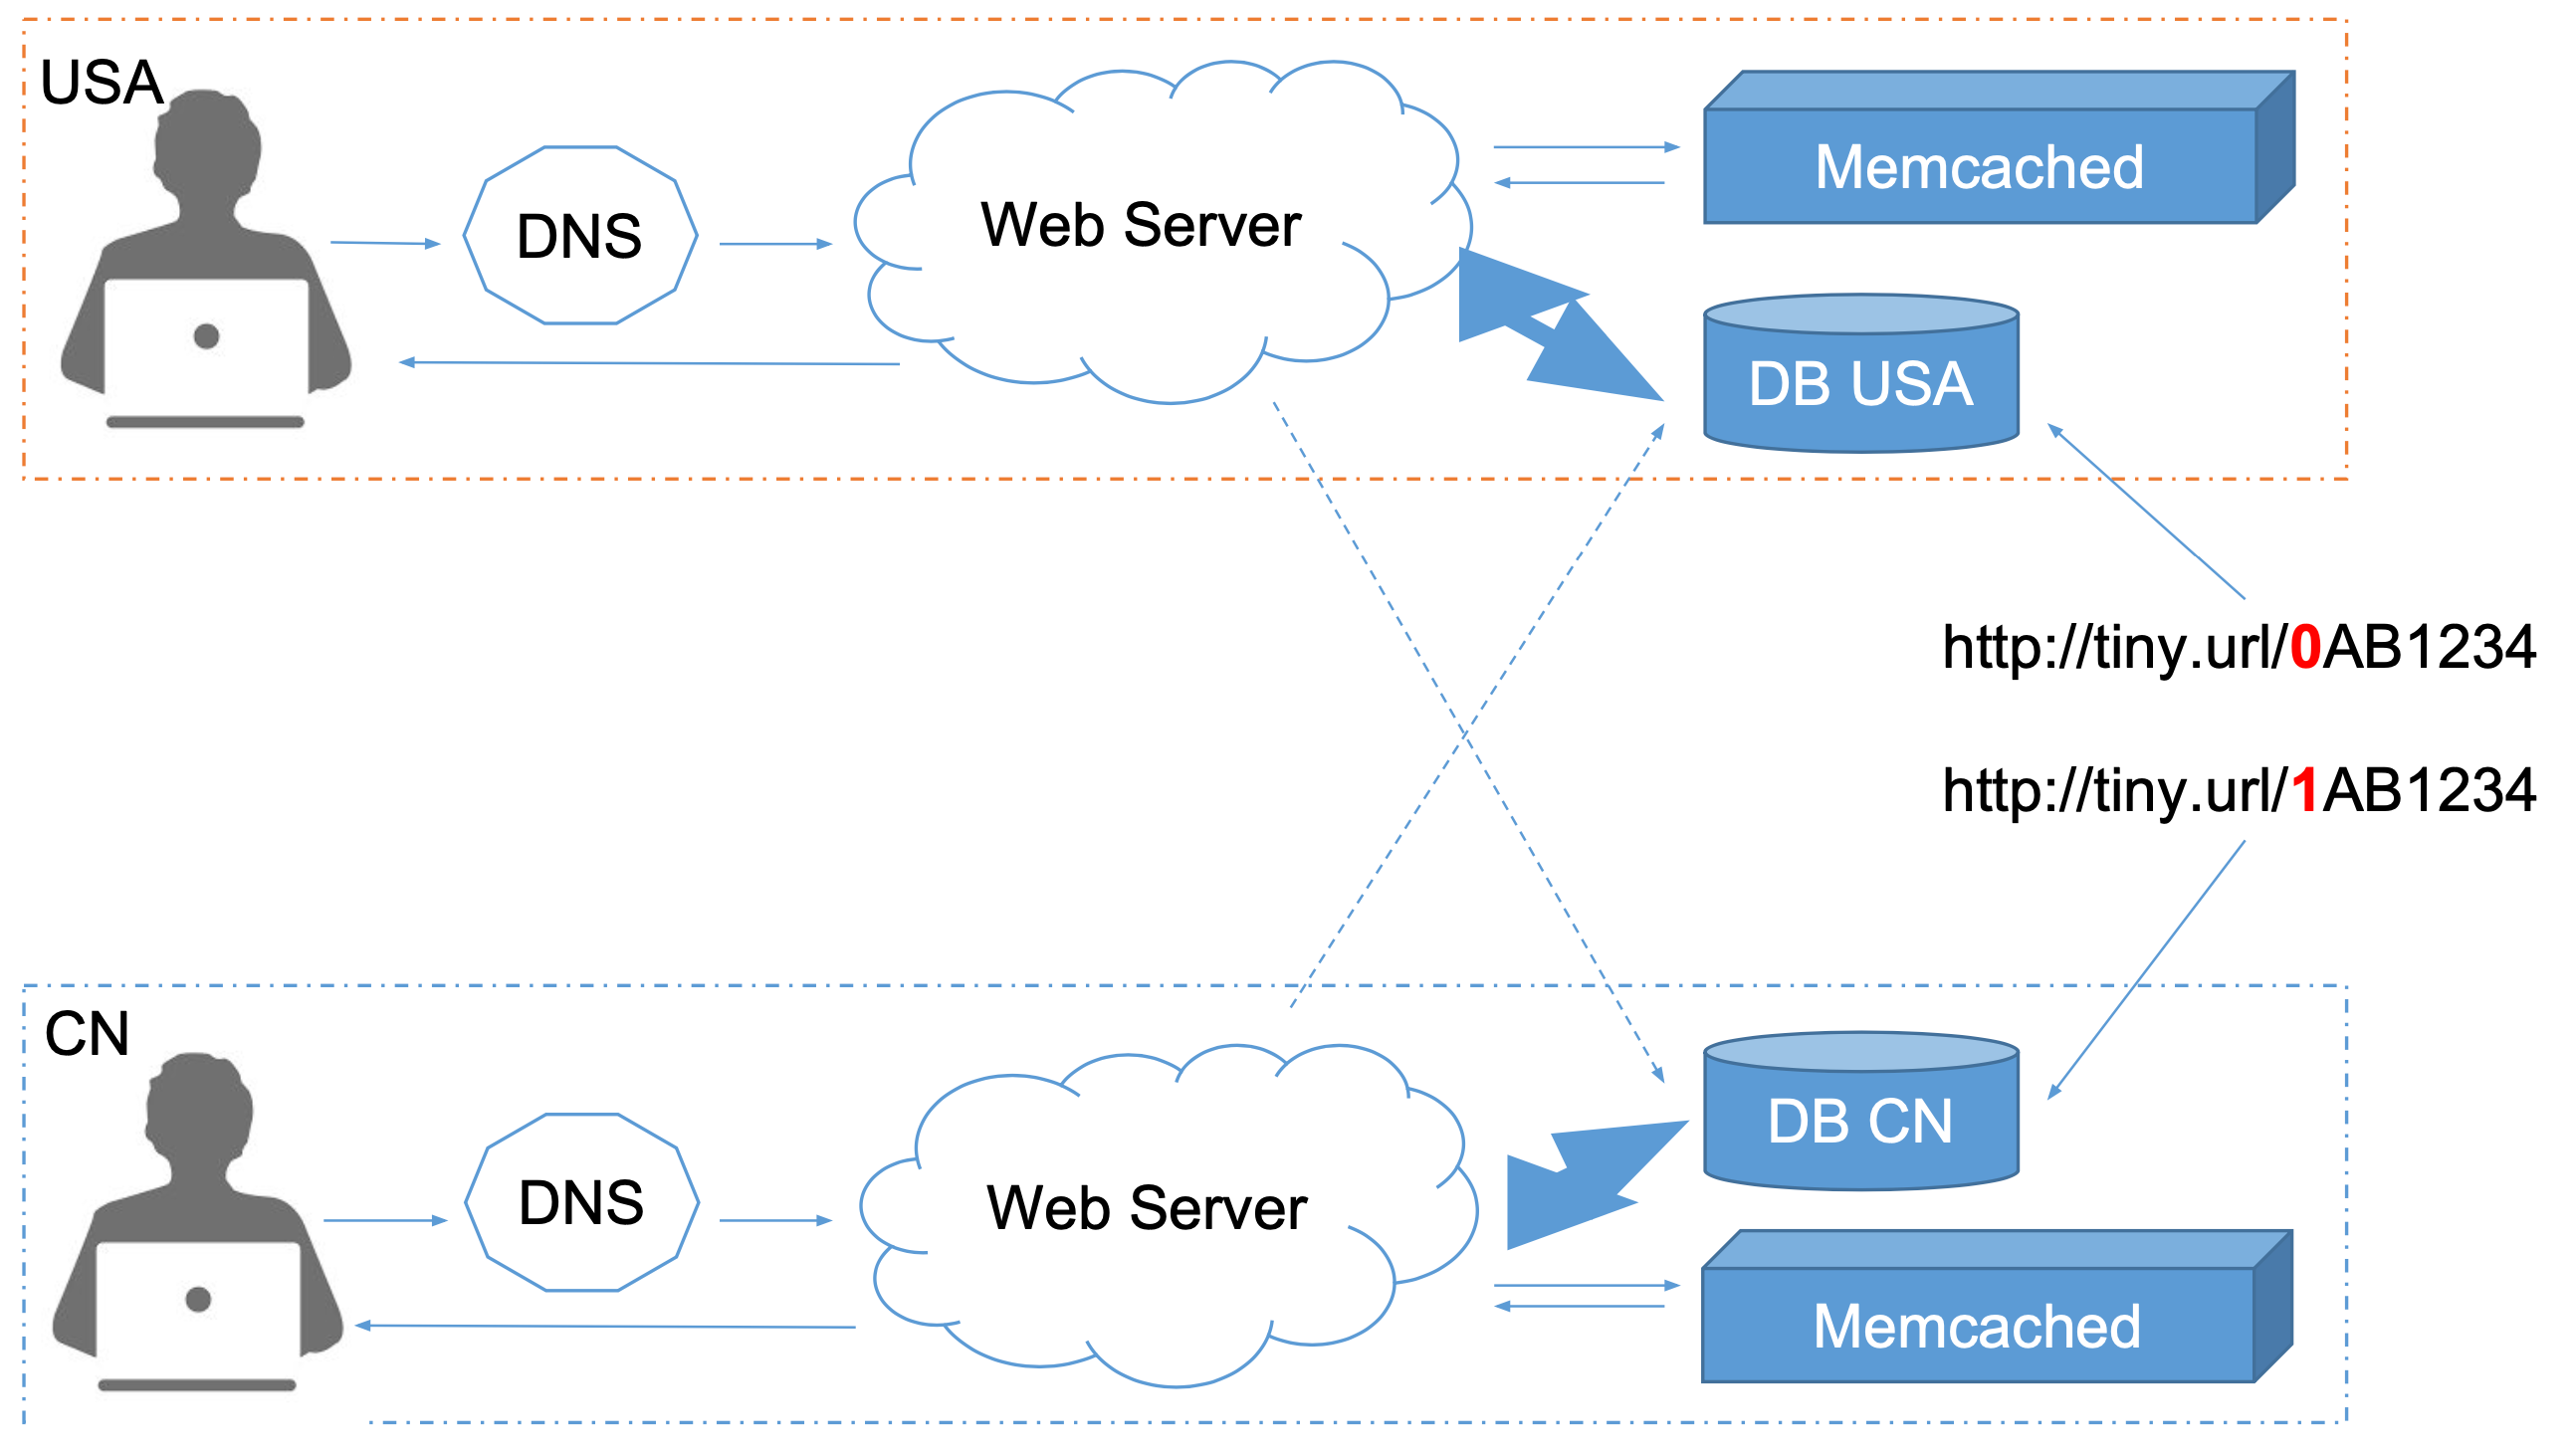 USA
DNS
Web Server
Memcached
DB USA
http://tiny.url/0AB1234
http://tiny.url/1AB1234
CN
DNS
Web Server
DB CN
Memcached